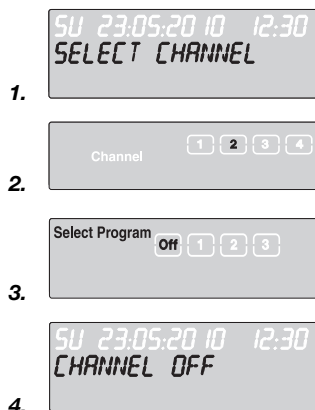 SU 23:05:20 10 12:30
SELECT CHANNEL
1.
Channel 1 2 3 4
2.
Select Program Off 1 2 3
3.
SU 23:05:20 10 12:30
CHANNEL OFF
4.